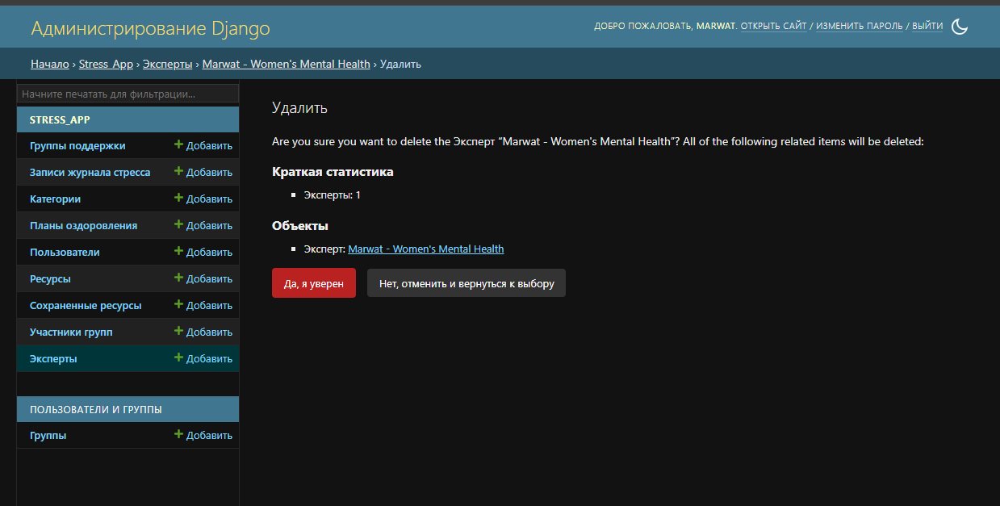 Администрирование Django
ДОБРО ПОЖАЛОВАТЬ, MARWAT. ОТКРЫТЬ САЙТ / ИЗМЕНИТЬ ПАРОЛЬ / ВЫЙТИ
Начало › Stress_App › Эксперты › Marwat - Women's Mental Health › Удалить
Начните печатать для фильтрации...
STRESS_APP
Группы поддержки + Добавить
Записи журнала стресса + Добавить
Категории + Добавить
Планы оздоровления + Добавить
Пользователи + Добавить
Ресурсы + Добавить
Сохраненные ресурсы + Добавить
Участники групп + Добавить
Эксперты + Добавить
ПОЛЬЗОВАТЕЛИ И ГРУППЫ
Группы + Добавить
Удалить
Are you sure you want to delete the Эксперт “Marwat - Women's Mental Health”? All of the following related items will be deleted:
Краткая статистика
Эксперты: 1
Объекты
Эксперт: Marwat - Women's Mental Health
Да, я уверен
Нет, отменить и вернуться к выбору